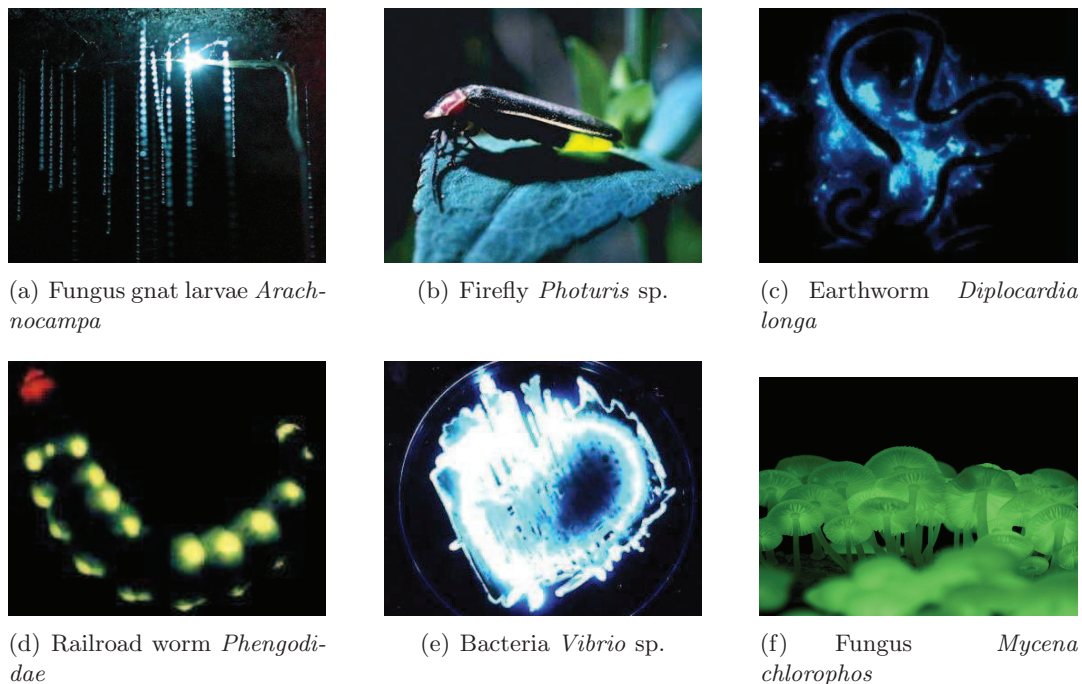 (a) Fungus gnat larvae Arach-
nocampa
(b) Firefly Photuris sp.
(c) Earthworm Diplocardia
longa
(d) Railroad worm Phengodi-
dae
(e) Bacteria Vibrio sp.
(f) Fungus Mycena
chlorophos